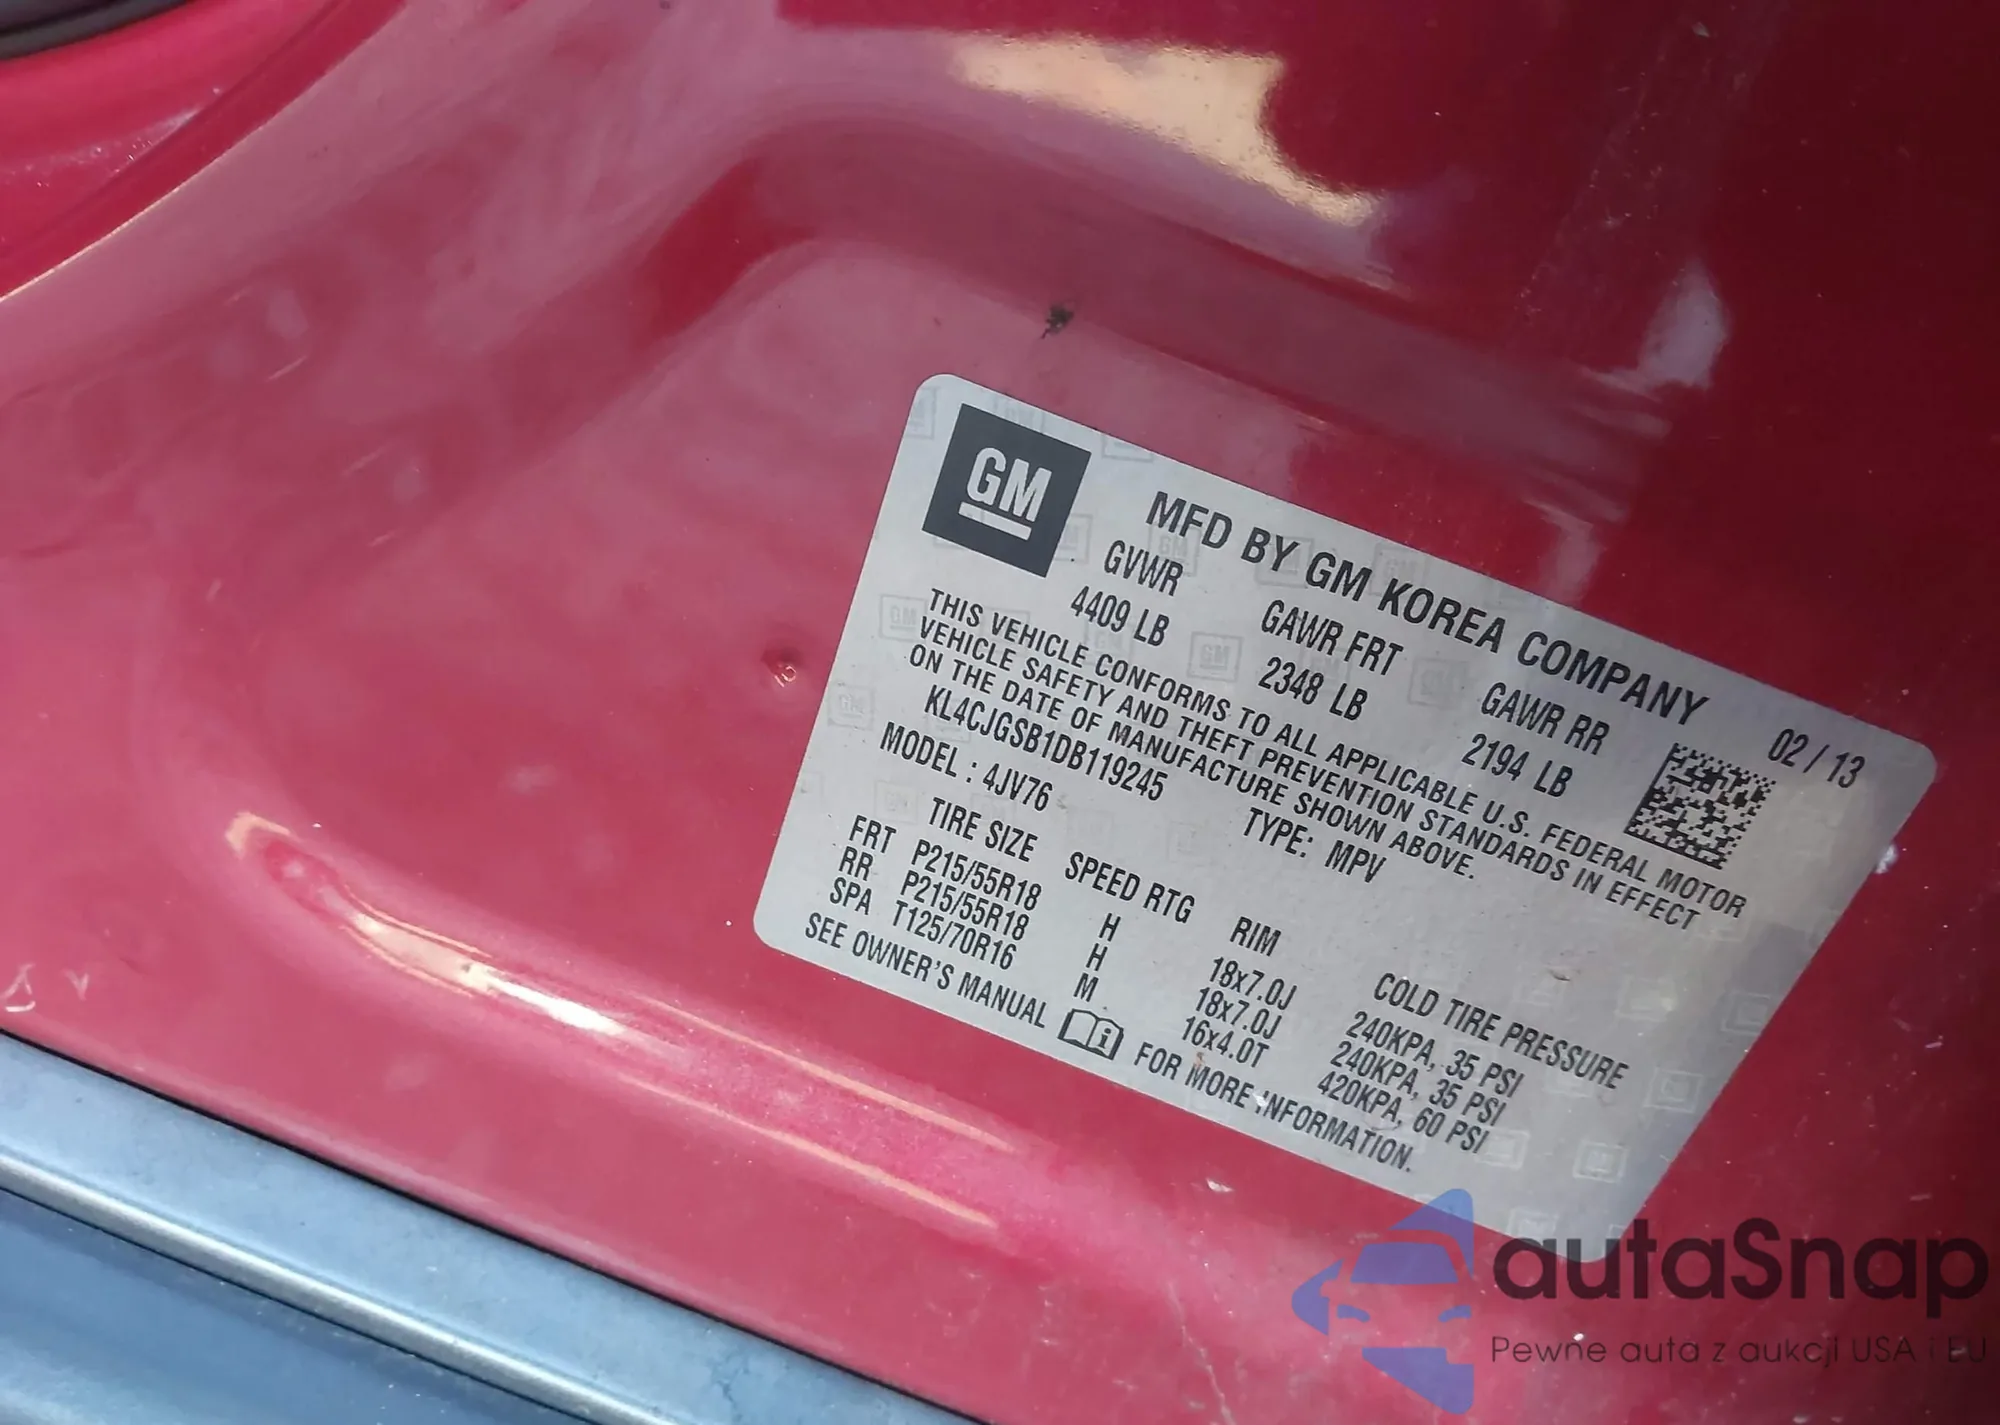 GM
MFD BY GM KOREA COMPANY 02 / 13
GVWR GAWR FRT GAWR RR
4409 LB 2348 LB 2194 LB
THIS VEHICLE CONFORMS TO ALL APPLICABLE U.S. FEDERAL MOTOR
VEHICLE SAFETY AND THEFT PREVENTION STANDARDS IN EFFECT
ON THE DATE OF MANUFACTURE SHOWN ABOVE.
KL4CJGSB1DB119245 TYPE: MPV
MODEL : 4JV76
TIRE SIZE SPEED RTG RIM COLD TIRE PRESSURE
FRT P215/55R18 H 18x7.0J 240KPA, 35 PSI
RR P215/55R18 H 18x7.0J 240KPA, 35 PSI
SPA T125/70R16 M 16x4.0T 420KPA, 60 PSI
SEE OWNER'S MANUAL FOR MORE INFORMATION.
autaSnap
Pewne auta z aukcji USA i EU